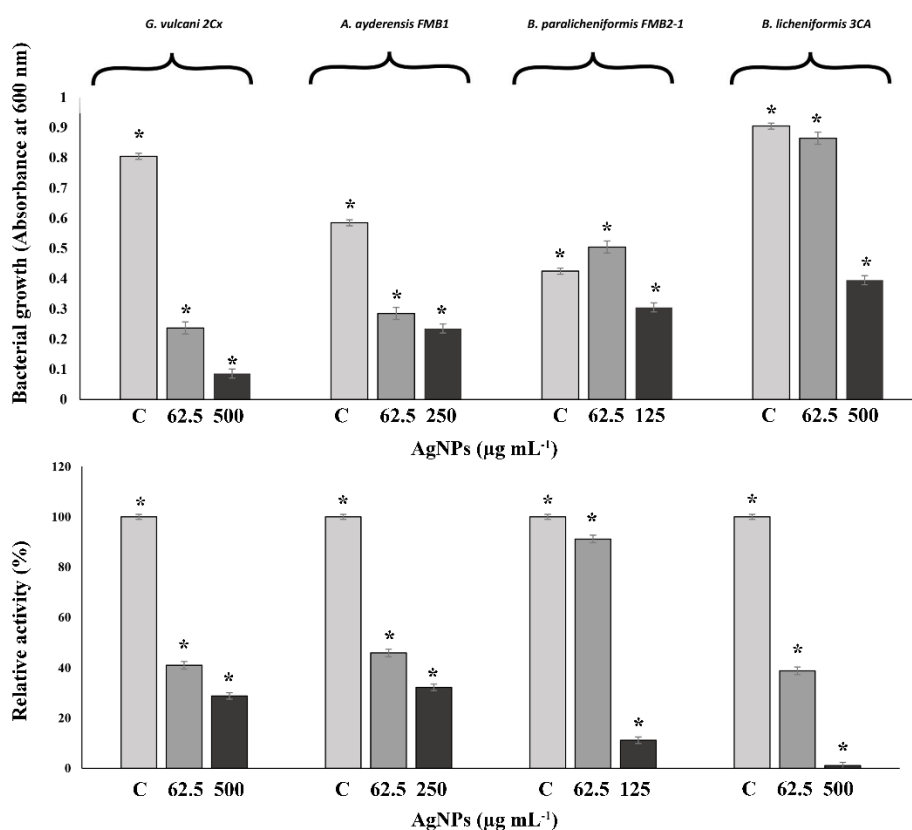 G. vulcani 2Cx A. ayderensis FMB1 B. paralicheniformis FMB2-1 B. licheniformis 3CA
Bacterial growth (Absorbance at 600 nm)
1
0.9
0.8
0.7
0.6
0.5
0.4
0.3
0.2
0.1
0
* * * * * * * * * * * *
C 62.5 500 C 62.5 250 C 62.5 125 C 62.5 500
AgNPs (µg mL⁻¹)
Relative activity (%)
120
100
80
60
40
20
0
* * * * * * * * * * * *
C 62.5 500 C 62.5 250 C 62.5 125 C 62.5 500
AgNPs (µg mL⁻¹)